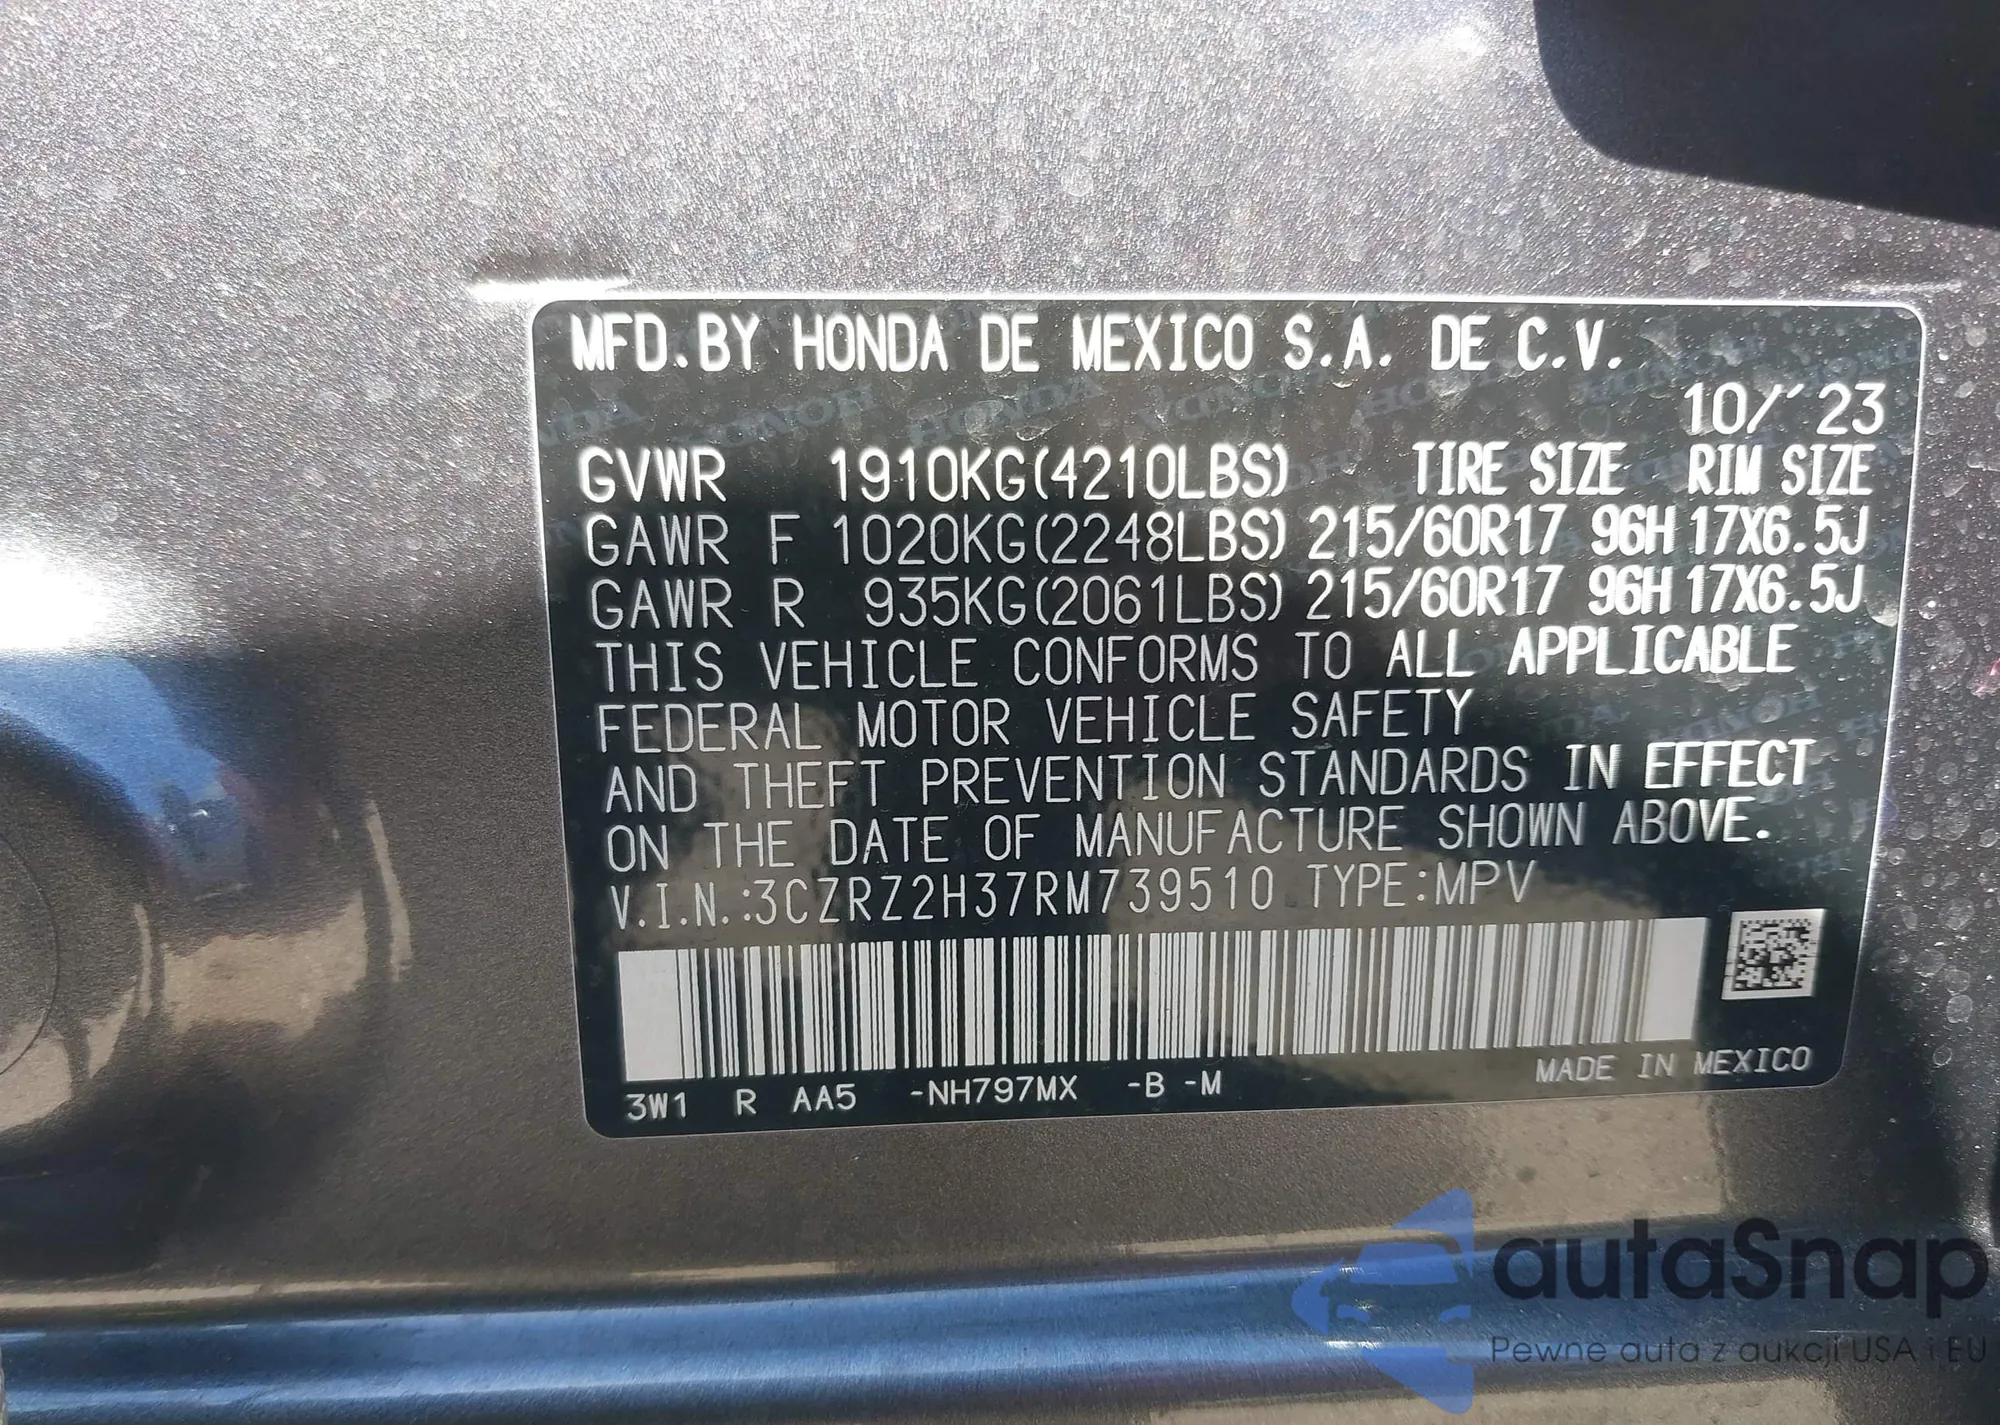 MFD.BY HONDA DE MEXICO S.A. DE C.V.
10/'23
GVWR 1910KG(4210LBS) TIRE SIZE RIM SIZE
GAWR F 1020KG(2248LBS) 215/60R17 96H 17X6.5J
GAWR R 935KG(2061LBS) 215/60R17 96H 17X6.5J
THIS VEHICLE CONFORMS TO ALL APPLICABLE
FEDERAL MOTOR VEHICLE SAFETY
AND THEFT PREVENTION STANDARDS IN EFFECT
ON THE DATE OF MANUFACTURE SHOWN ABOVE.
V.I.N.:3CZRZ2H37RM739510 TYPE:MPV
3W1 R AA5 -NH797MX -B -M MADE IN MEXICO
autaSnap
Pewne auta z aukcji USA i EU